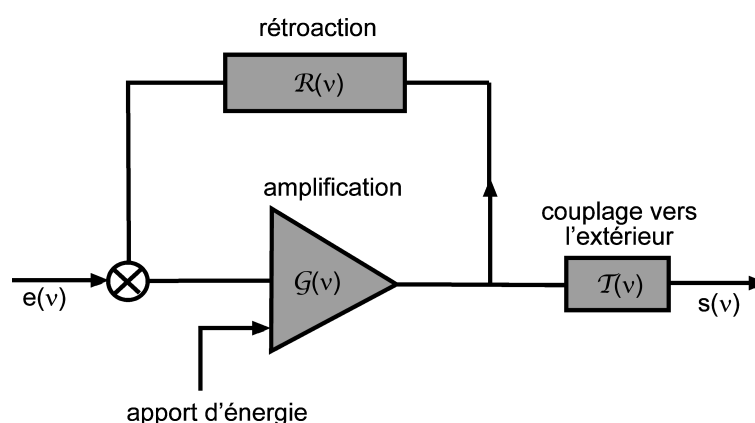 rétroaction
ℛ(ν)
amplification
couplage vers
l'extérieur
𝒢(ν)
𝒯(ν)
e(ν)
s(ν)
apport d'énergie